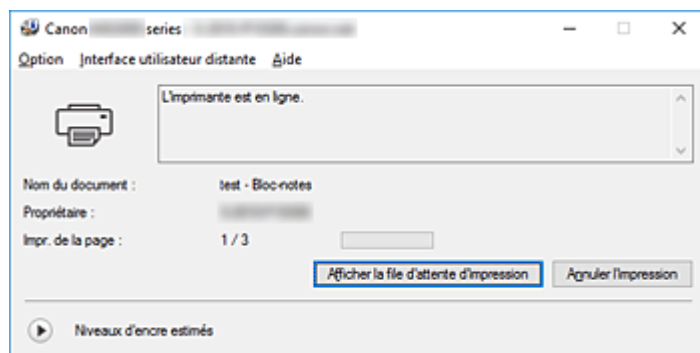 Canon series
Option Interface utilisateur distante Aide
L'imprimante est en ligne.
Nom du document : test - Bloc-notes
Propriétaire :
Impr. de la page : 1 / 3
Afficher la file d'attente d'impression Annuler l'impression
Niveaux d'encre estimés